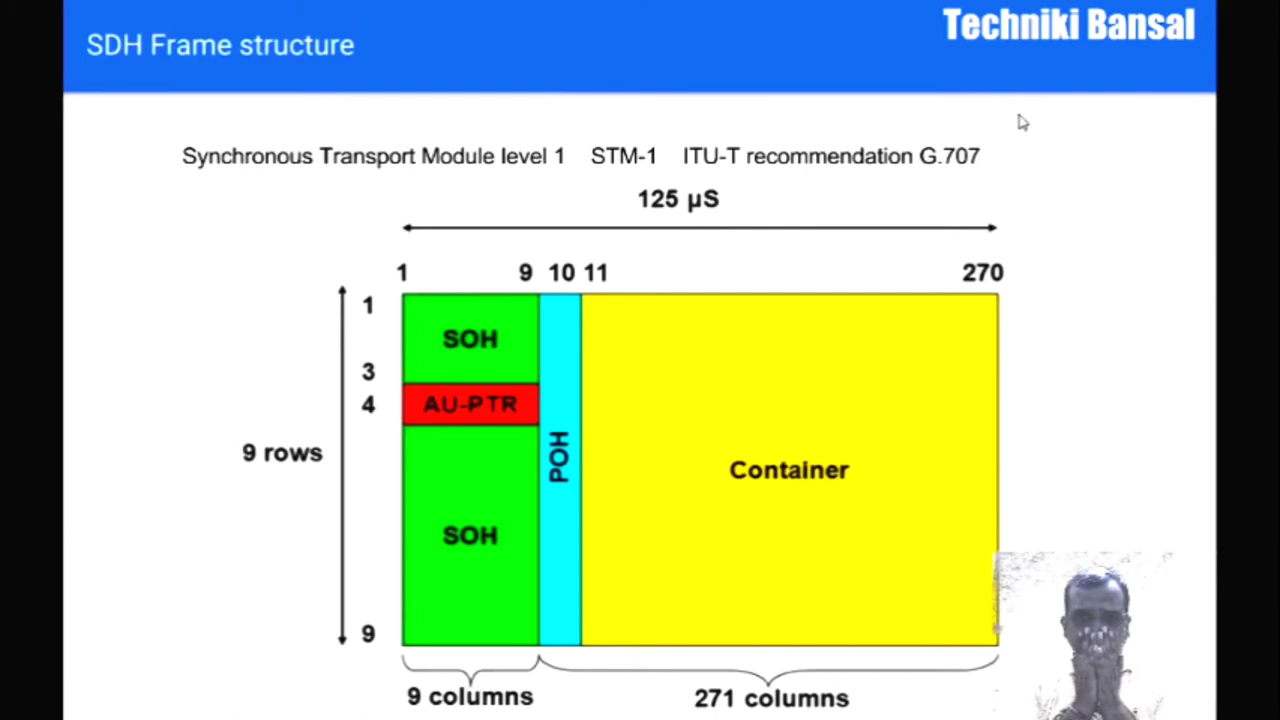 Techniki Bansal
SDH Frame structure
Synchronous Transport Module level 1 STM-1 ITU-T recommendation G.707
125 µS
1 9 10 11 270
1
SOH
3
4
AU-PTR
9 rows
POH
Container
SOH
9
9 columns
271 columns